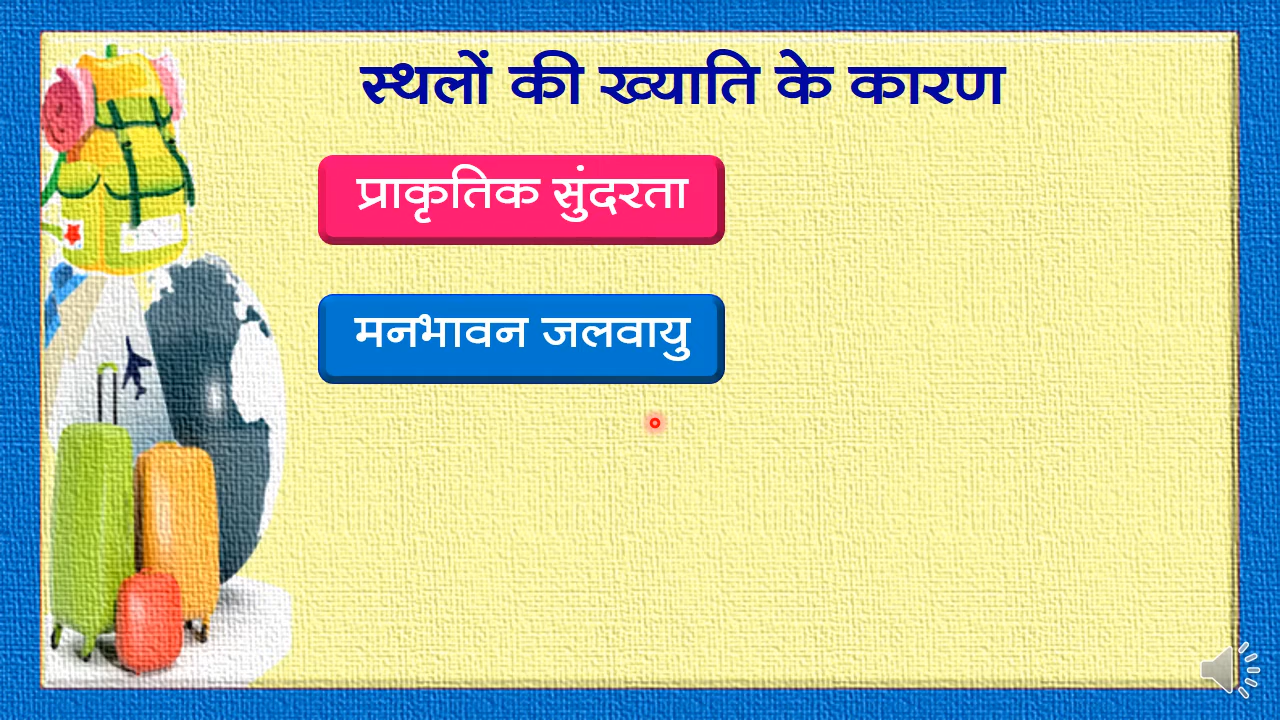 स्थलों की ख्याति के कारण
प्राकृतिक सुंदरता
मनभावन जलवायु